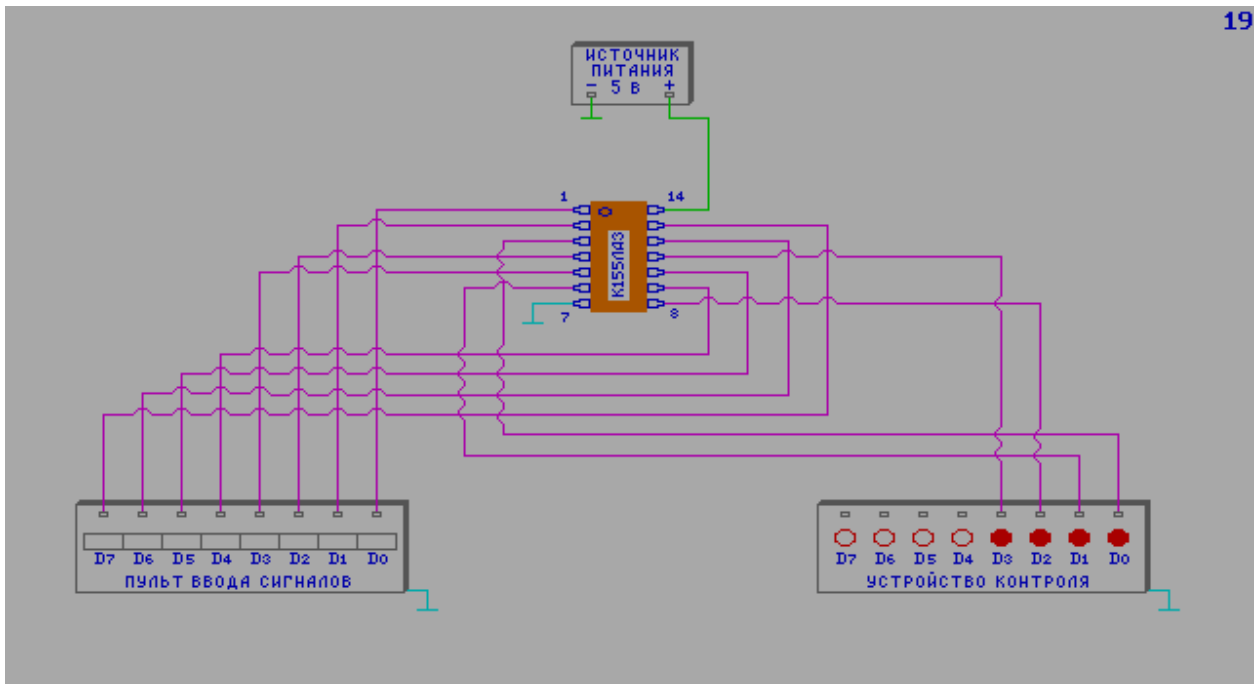 19
ИСТОЧНИК
ПИТАНИЯ
- 5 В +
1 14
К155ЛА3
7 8
D7 D6 D5 D4 D3 D2 D1 D0
ПУЛЬТ ВВОДА СИГНАЛОВ
D7 D6 D5 D4 D3 D2 D1 D0
УСТРОЙСТВО КОНТРОЛЯ